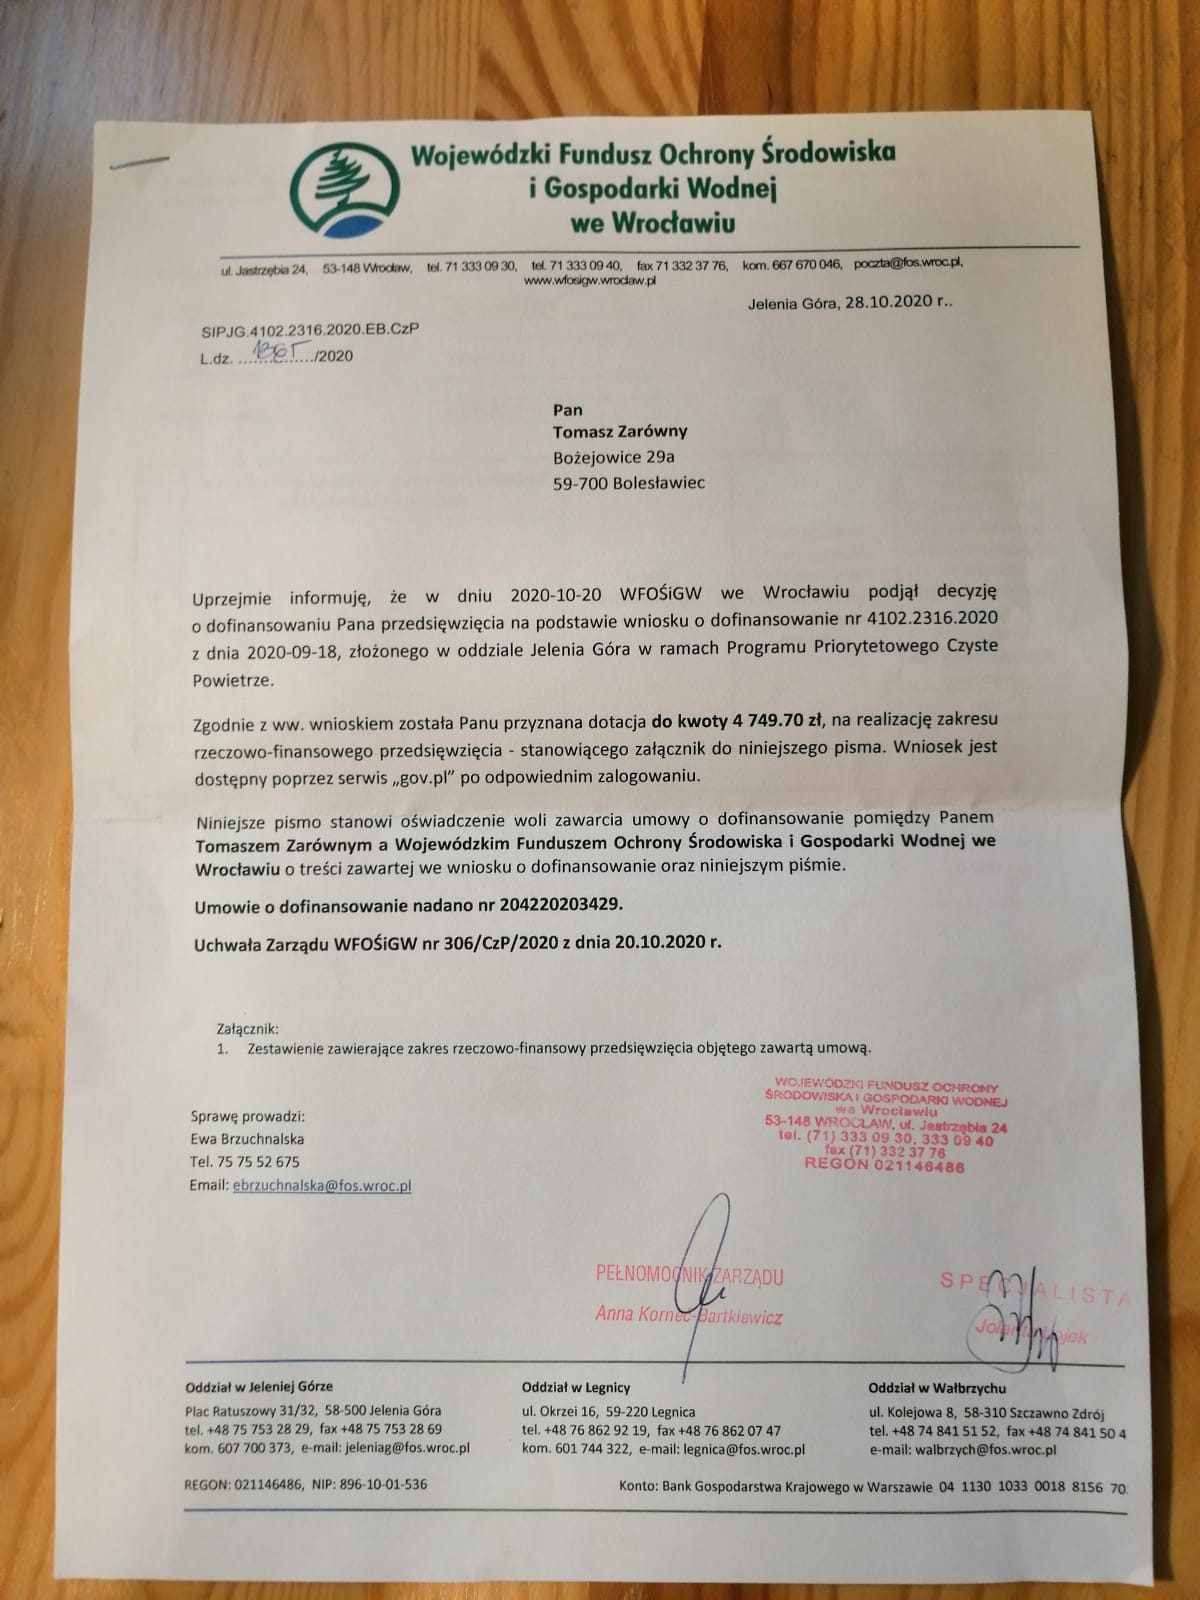 Wojewódzki Fundusz Ochrony Środowiska
i Gospodarki Wodnej
we Wrocławiu
ul. Jastrzębia 24, 53-148 Wrocław, tel. 71 333 09 30, tel. 71 333 09 40, fax 71 332 37 76, kom. 667 670 046, poczta@fos.wroc.pl,
www.wfosigw.wroclaw.pl
Jelenia Góra, 28.10.2020 r..
SIPJG.4102.2316.2020.EB.CzP
L.dz. ............../2020
Pan
Tomasz Zarówny
Bożejowice 29a
59-700 Bolesławiec
Uprzejmie informuję, że w dniu 2020-10-20 WFOŚiGW we Wrocławiu podjął decyzję
o dofinansowaniu Pana przedsięwzięcia na podstawie wniosku o dofinansowanie nr 4102.2316.2020
z dnia 2020-09-18, złożonego w oddziale Jelenia Góra w ramach Programu Priorytetowego Czyste
Powietrze.
Zgodnie z ww. wnioskiem została Panu przyznana dotacja do kwoty 4 749.70 zł, na realizację zakresu
rzeczowo-finansowego przedsięwzięcia - stanowiącego załącznik do niniejszego pisma. Wniosek jest
dostępny poprzez serwis „gov.pl” po odpowiednim zalogowaniu.
Niniejsze pismo stanowi oświadczenie woli zawarcia umowy o dofinansowanie pomiędzy Panem
Tomaszem Zarównym a Wojewódzkim Funduszem Ochrony Środowiska i Gospodarki Wodnej we
Wrocławiu o treści zawartej we wniosku o dofinansowanie oraz niniejszym piśmie.
Umowie o dofinansowanie nadano nr 204220203429.
Uchwała Zarządu WFOŚiGW nr 306/CzP/2020 z dnia 20.10.2020 r.
Załącznik:
1. Zestawienie zawierające zakres rzeczowo-finansowy przedsięwzięcia objętego zawartą umową.
WOJEWÓDZKI FUNDUSZ OCHRONY
ŚRODOWISKA I GOSPODARKI WODNEJ
we Wrocławiu
53-148 WROCŁAW, ul. Jastrzębia 24
tel. (71) 333 09 30, 333 09 40
fax (71) 332 37 76
REGON 021146486
Sprawę prowadzi:
Ewa Brzuchnalska
Tel. 75 75 52 675
Email: ebrzuchnalska@fos.wroc.pl
PEŁNOMOCNIK ZARZĄDU
Anna Kornec-Bartkiewicz
SPECJALISTA
Oddział w Jeleniej Górze
Plac Ratuszowy 31/32, 58-500 Jelenia Góra
tel. +48 75 753 28 29, fax +48 75 753 28 69
kom. 607 700 373, e-mail: jeleniag@fos.wroc.pl
Oddział w Legnicy
ul. Okrzei 16, 59-220 Legnica
tel. +48 76 862 92 19, fax +48 76 862 07 47
kom. 601 744 322, e-mail: legnica@fos.wroc.pl
Oddział w Wałbrzychu
ul. Kolejowa 8, 58-310 Szczawno Zdrój
tel. +48 74 841 51 52, fax +48 74 841 50 4
e-mail: walbrzych@fos.wroc.pl
REGON: 021146486, NIP: 896-10-01-536
Konto: Bank Gospodarstwa Krajowego w Warszawie 04 1130 1033 0018 8156 70